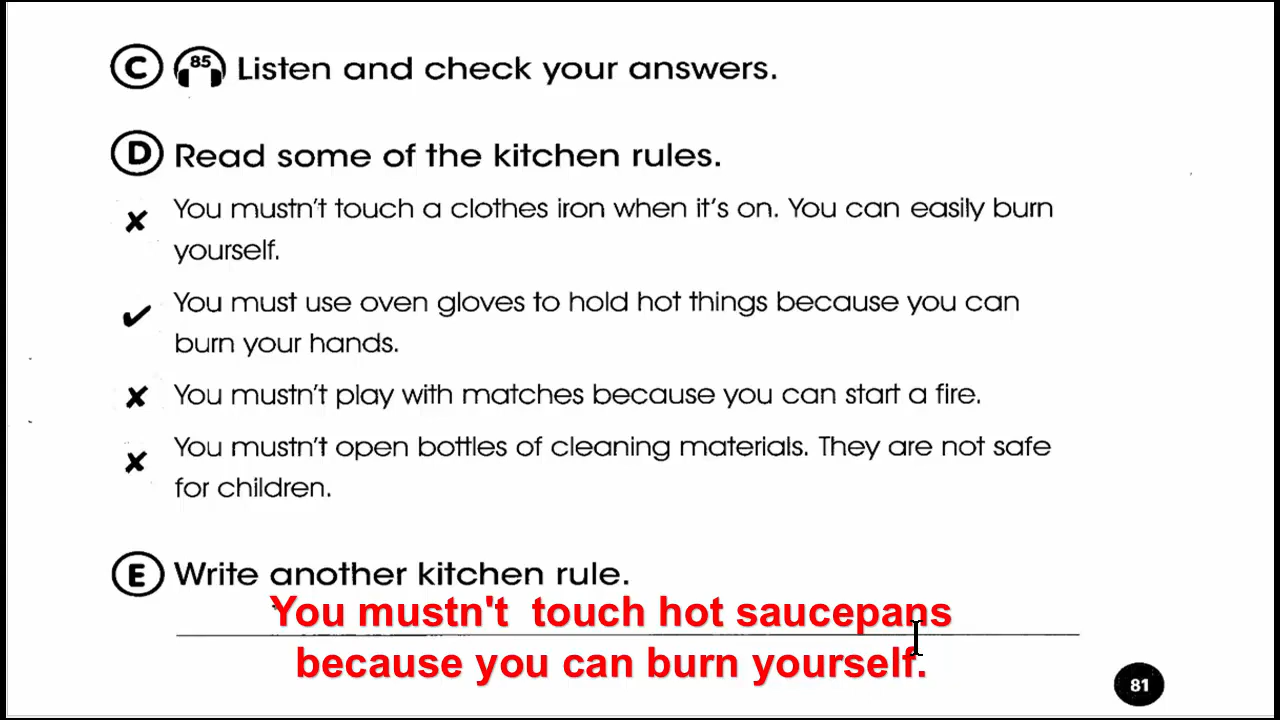 C 85 Listen and check your answers.
D Read some of the kitchen rules.
✘ You mustn't touch a clothes iron when it's on. You can easily burn
yourself.
✔ You must use oven gloves to hold hot things because you can
burn your hands.
✘ You mustn't play with matches because you can start a fire.
✘ You mustn't open bottles of cleaning materials. They are not safe
for children.
E Write another kitchen rule.
You mustn't touch hot saucepans
because you can burn yourself.
81